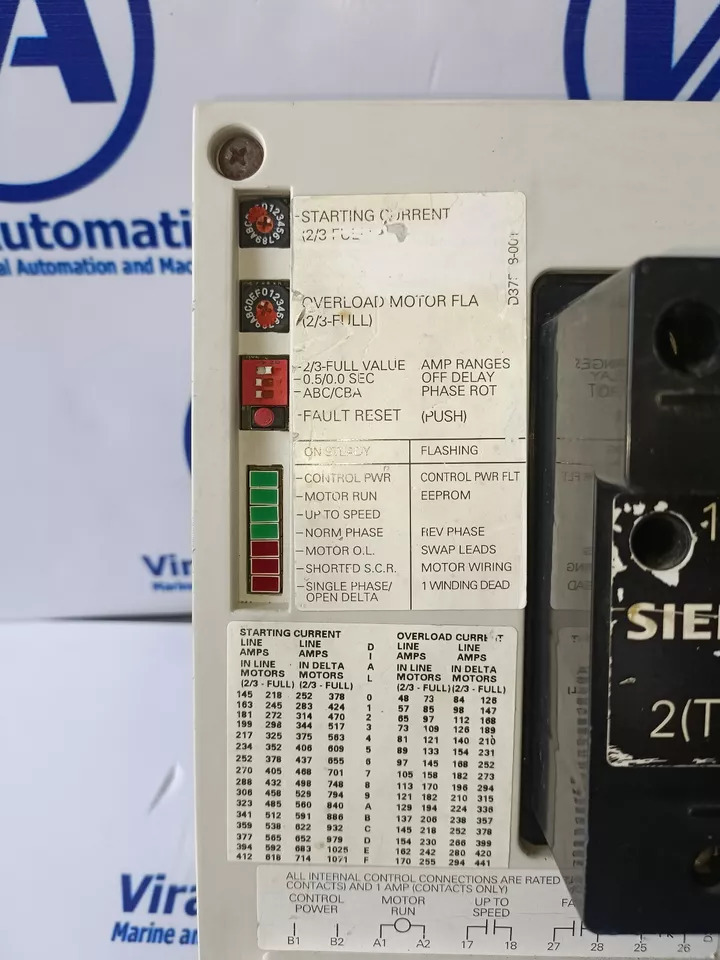 A
Automati
al Automation and Mac
STARTING CURRENT
(2/3
OVERLOAD MOTOR FLA
(2/3-FULL)
2/3-FULL VALUE AMP RANGES
0.5/0.0 SEC OFF DELAY
ABC/CBA PHASE ROT
FAULT RESET (PUSH)
ON STEADY FLASHING
CONTROL PWR CONTROL PWR FLT
MOTOR RUN EEPROM
UP TO SPEED
NORM PHASE REV PHASE
MOTOR O.L. SWAP LEADS
SHORTED S.C.R. MOTOR WIRING
SINGLE PHASE/ 1 WINDING DEAD
OPEN DELTA
STARTING CURRENT D OVERLOAD CURRENT
LINE LINE I LINE LINE
AMPS AMPS A AMPS AMPS
IN LINE IN DELTA L IN LINE IN DELTA
MOTORS MOTORS MOTORS MOTORS
(2/3 - FULL) (2/3 - FULL) (2/3 - FULL) (2/3 - FULL)
145 218 252 378 0 48 73 84 126
163 245 283 424 1 57 85 98 147
181 272 314 470 2 65 97 112 168
199 298 344 517 3 73 109 126 189
217 325 375 563 4 81 121 140 210
234 352 406 609 5 89 133 154 231
252 378 437 655 6 97 145 168 252
270 405 468 701 7 105 158 182 273
288 432 498 748 8 113 170 196 294
306 458 529 794 9 121 182 210 315
323 485 560 840 A 129 194 224 336
341 512 591 886 B 137 206 238 357
359 538 622 932 C 145 218 252 378
377 565 652 979 D 154 230 266 399
394 592 683 1025 E 162 242 280 420
412 618 714 1071 F 170 255 294 441
ALL INTERNAL CONTROL CONNECTIONS ARE RATED
CONTACTS) AND 1 AMP (CONTACTS ONLY)
CONTROL MOTOR UP TO FA
POWER RUN SPEED
B1 B2 A1 A2 17 18 27 28 25 26
SIE
2(T
1
Vira
Marine
Vira
Marine an